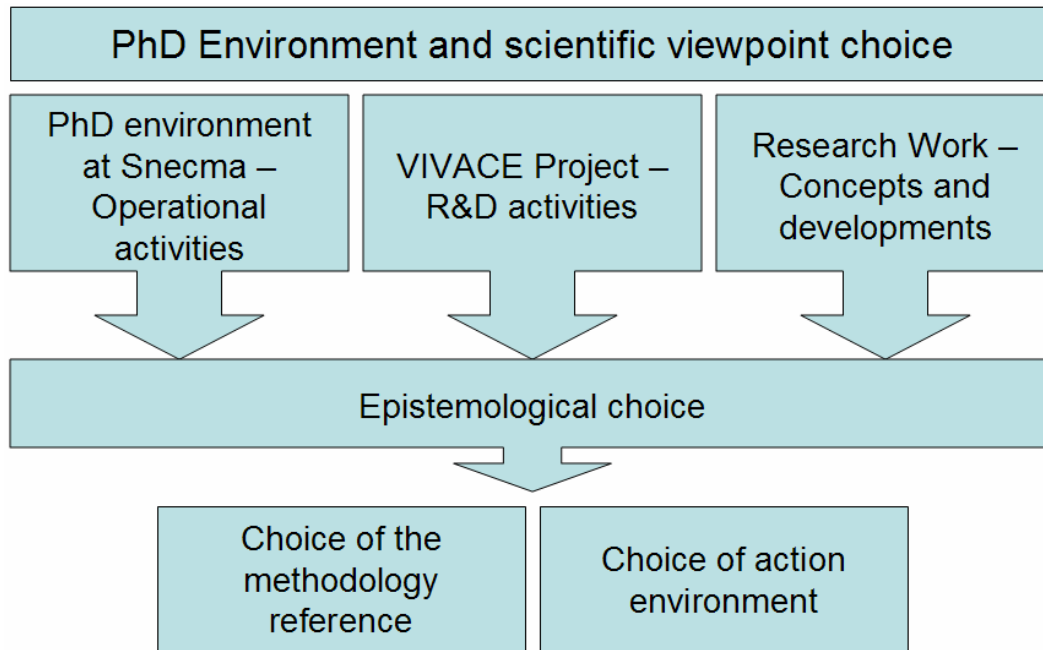 PhD Environment and scientific viewpoint choice
PhD environment
at Snecma –
Operational
activities
VIVACE Project –
R&D activities
Research Work –
Concepts and
developments
Epistemological choice
Choice of the
methodology
reference
Choice of action
environment